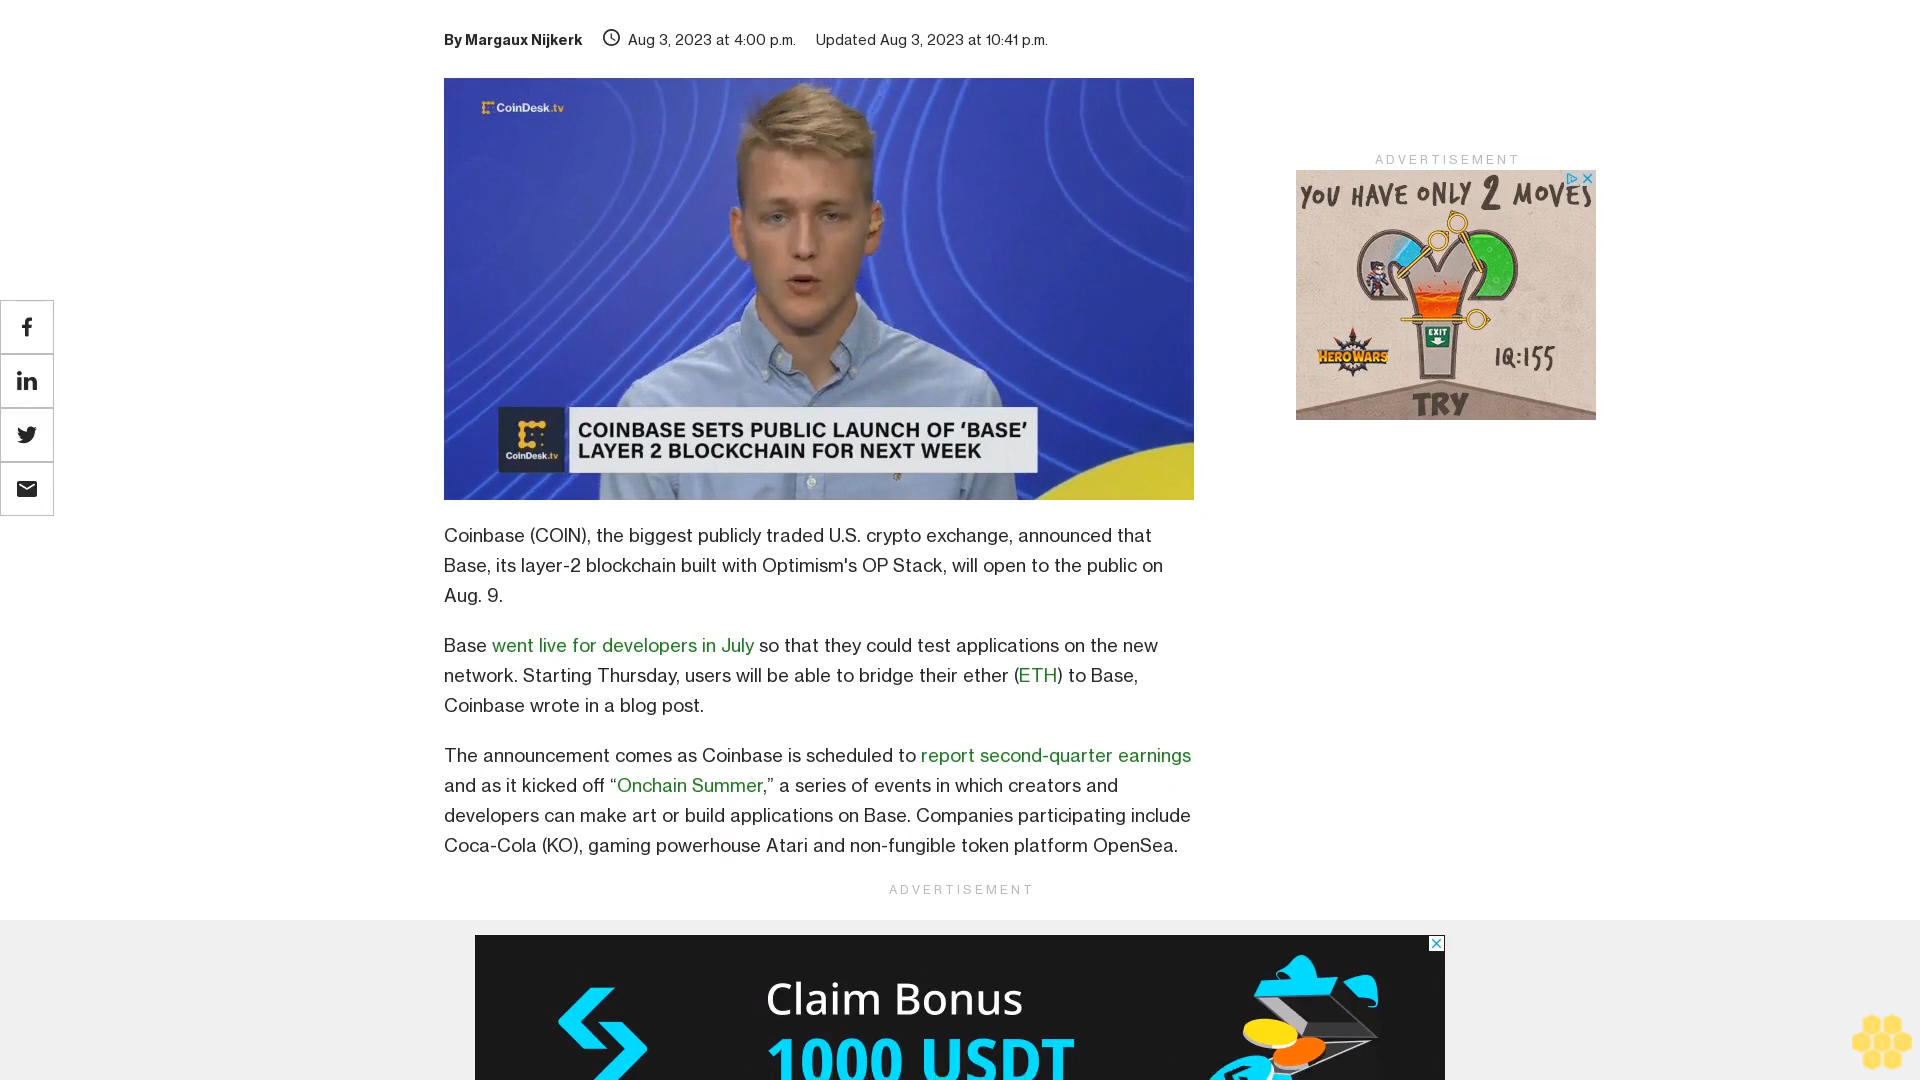 By Margaux Nijkerk Aug 3, 2023 at 4:00 p.m. Updated Aug 3, 2023 at 10:41 p.m.
CoinDesk.tv
COINBASE SETS PUBLIC LAUNCH OF ‘BASE’
LAYER 2 BLOCKCHAIN FOR NEXT WEEK
CoinDesk.tv
ADVERTISEMENT
YOU HAVE ONLY 2 MOVES
EXIT
HERO WARS
IQ:155
TRY
Coinbase (COIN), the biggest publicly traded U.S. crypto exchange, announced that
Base, its layer-2 blockchain built with Optimism's OP Stack, will open to the public on
Aug. 9.
Base went live for developers in July so that they could test applications on the new
network. Starting Thursday, users will be able to bridge their ether (ETH) to Base,
Coinbase wrote in a blog post.
The announcement comes as Coinbase is scheduled to report second-quarter earnings
and as it kicked off “Onchain Summer,” a series of events in which creators and
developers can make art or build applications on Base. Companies participating include
Coca-Cola (KO), gaming powerhouse Atari and non-fungible token platform OpenSea.
ADVERTISEMENT
Claim Bonus
1000 USDT